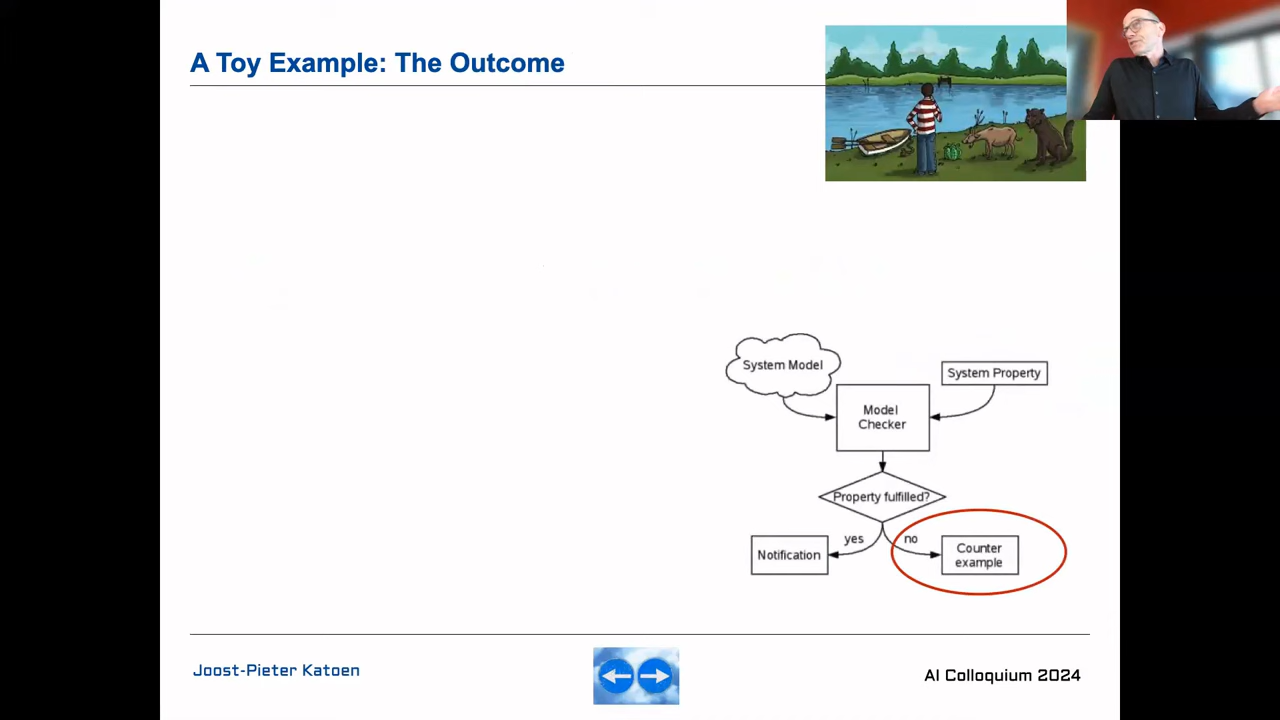 A Toy Example: The Outcome
System Model
System Property
Model
Checker
Property fulfilled?
yes
no
Notification
Counter
example
Joost-Pieter Katoen
AI Colloquium 2024